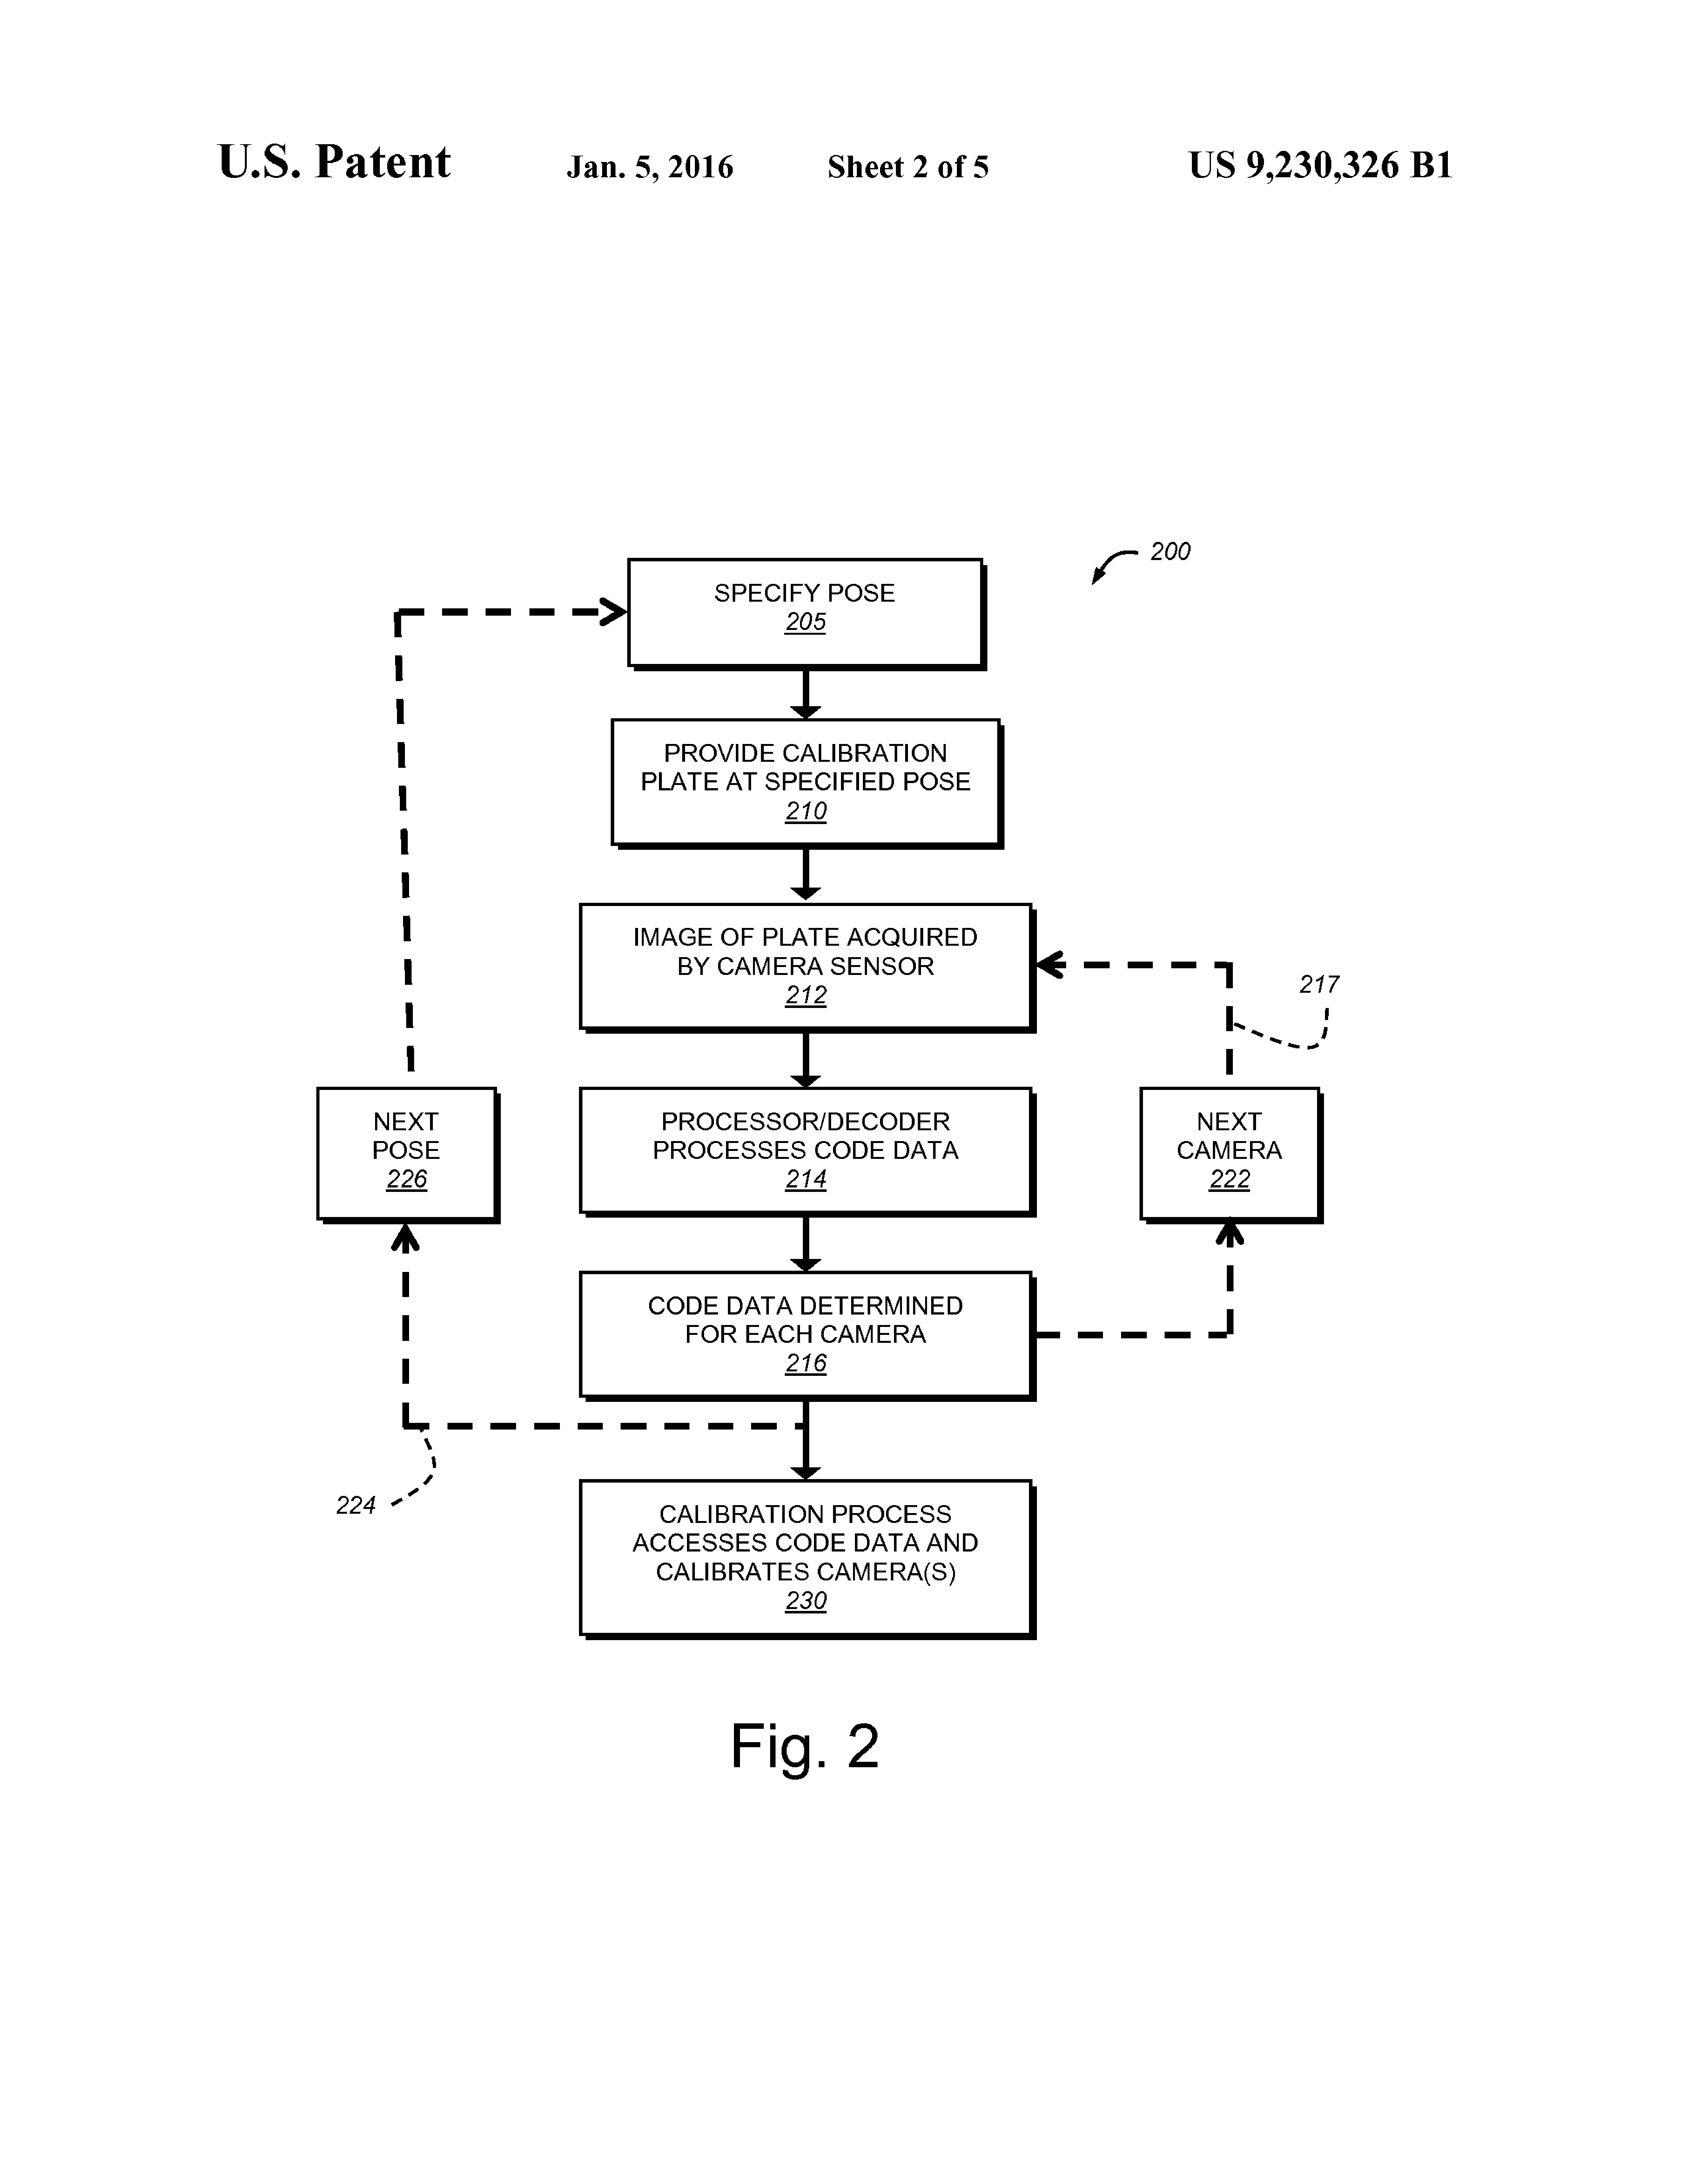 U.S. Patent Jan. 5, 2016 Sheet 2 of 5 US 9,230,326 B1
200
SPECIFY POSE
205
PROVIDE CALIBRATION
PLATE AT SPECIFIED POSE
210
IMAGE OF PLATE ACQUIRED
BY CAMERA SENSOR
212
217
NEXT
POSE
226
PROCESSOR/DECODER
PROCESSES CODE DATA
214
NEXT
CAMERA
222
CODE DATA DETERMINED
FOR EACH CAMERA
216
224
CALIBRATION PROCESS
ACCESSES CODE DATA AND
CALIBRATES CAMERA(S)
230
Fig. 2